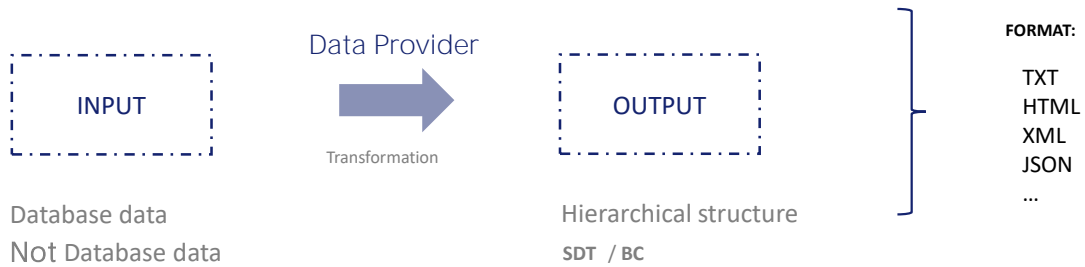 Data Provider
INPUT
Transformation
OUTPUT
Database data
Not Database data
Hierarchical structure
SDT / BC
FORMAT:
TXT
HTML
XML
JSON
...